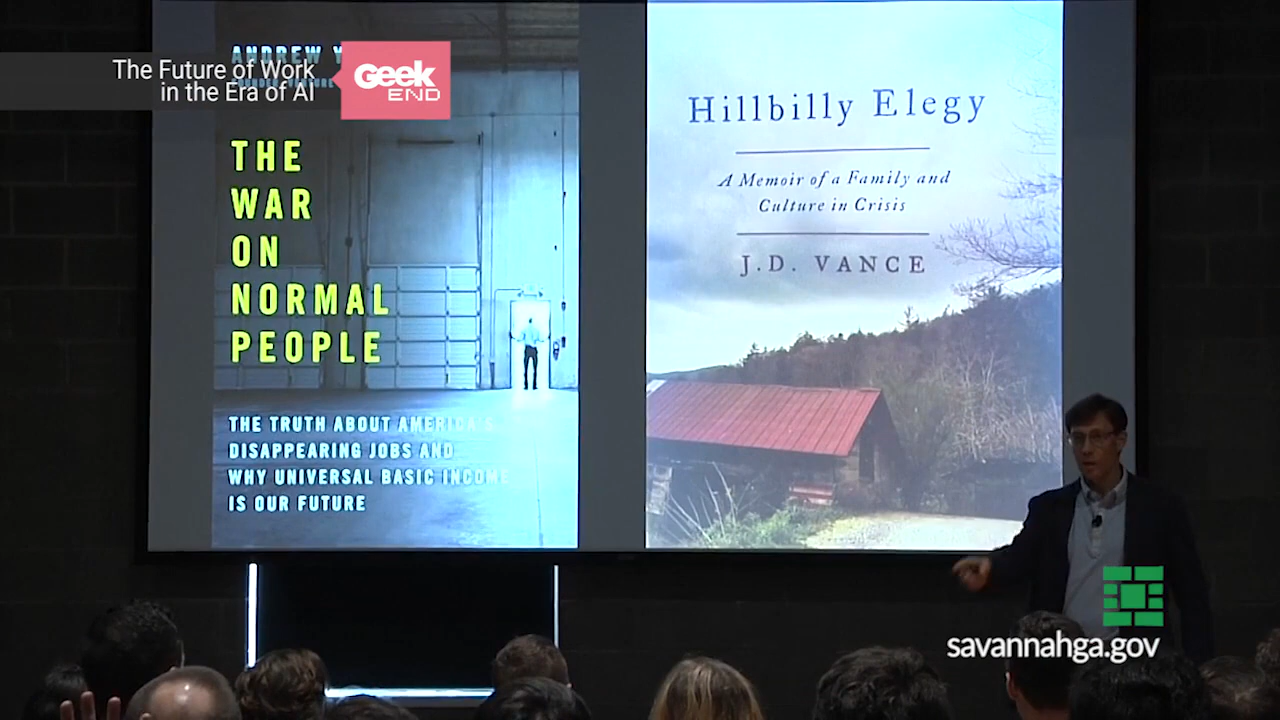 The Future of Work
in the Era of AI
Geek
END
ANDREW Y
THE
WAR
ON
NORMAL
PEOPLE
THE TRUTH ABOUT AMERICA'S
DISAPPEARING JOBS AND
WHY UNIVERSAL BASIC INCOME
IS OUR FUTURE
Hillbilly Elegy
A Memoir of a Family and
Culture in Crisis
J.D. VANCE
savannahga.gov